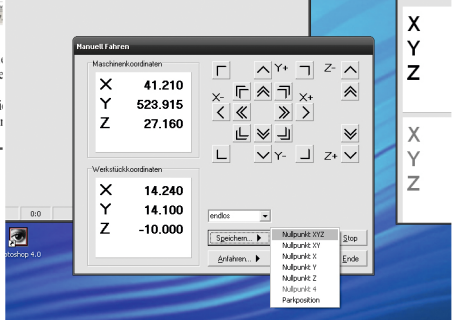 Manuell Fahren
Maschinenkoordinaten
X 41.210
Y 523.915
Z 27.160
Y+
Z-
X-
X+
Y-
Z+
Werkstückkoordinaten
X 14.240
Y 14.100
Z -10.000
endlos
Speichern...
Stop
Anfahren...
Ende
Nullpunkt XYZ
Nullpunkt XY
Nullpunkt X
Nullpunkt Y
Nullpunkt Z
Nullpunkt 4
Parkposition
X
Y
Z
X
Y
Z
0:0
toshop 4.0